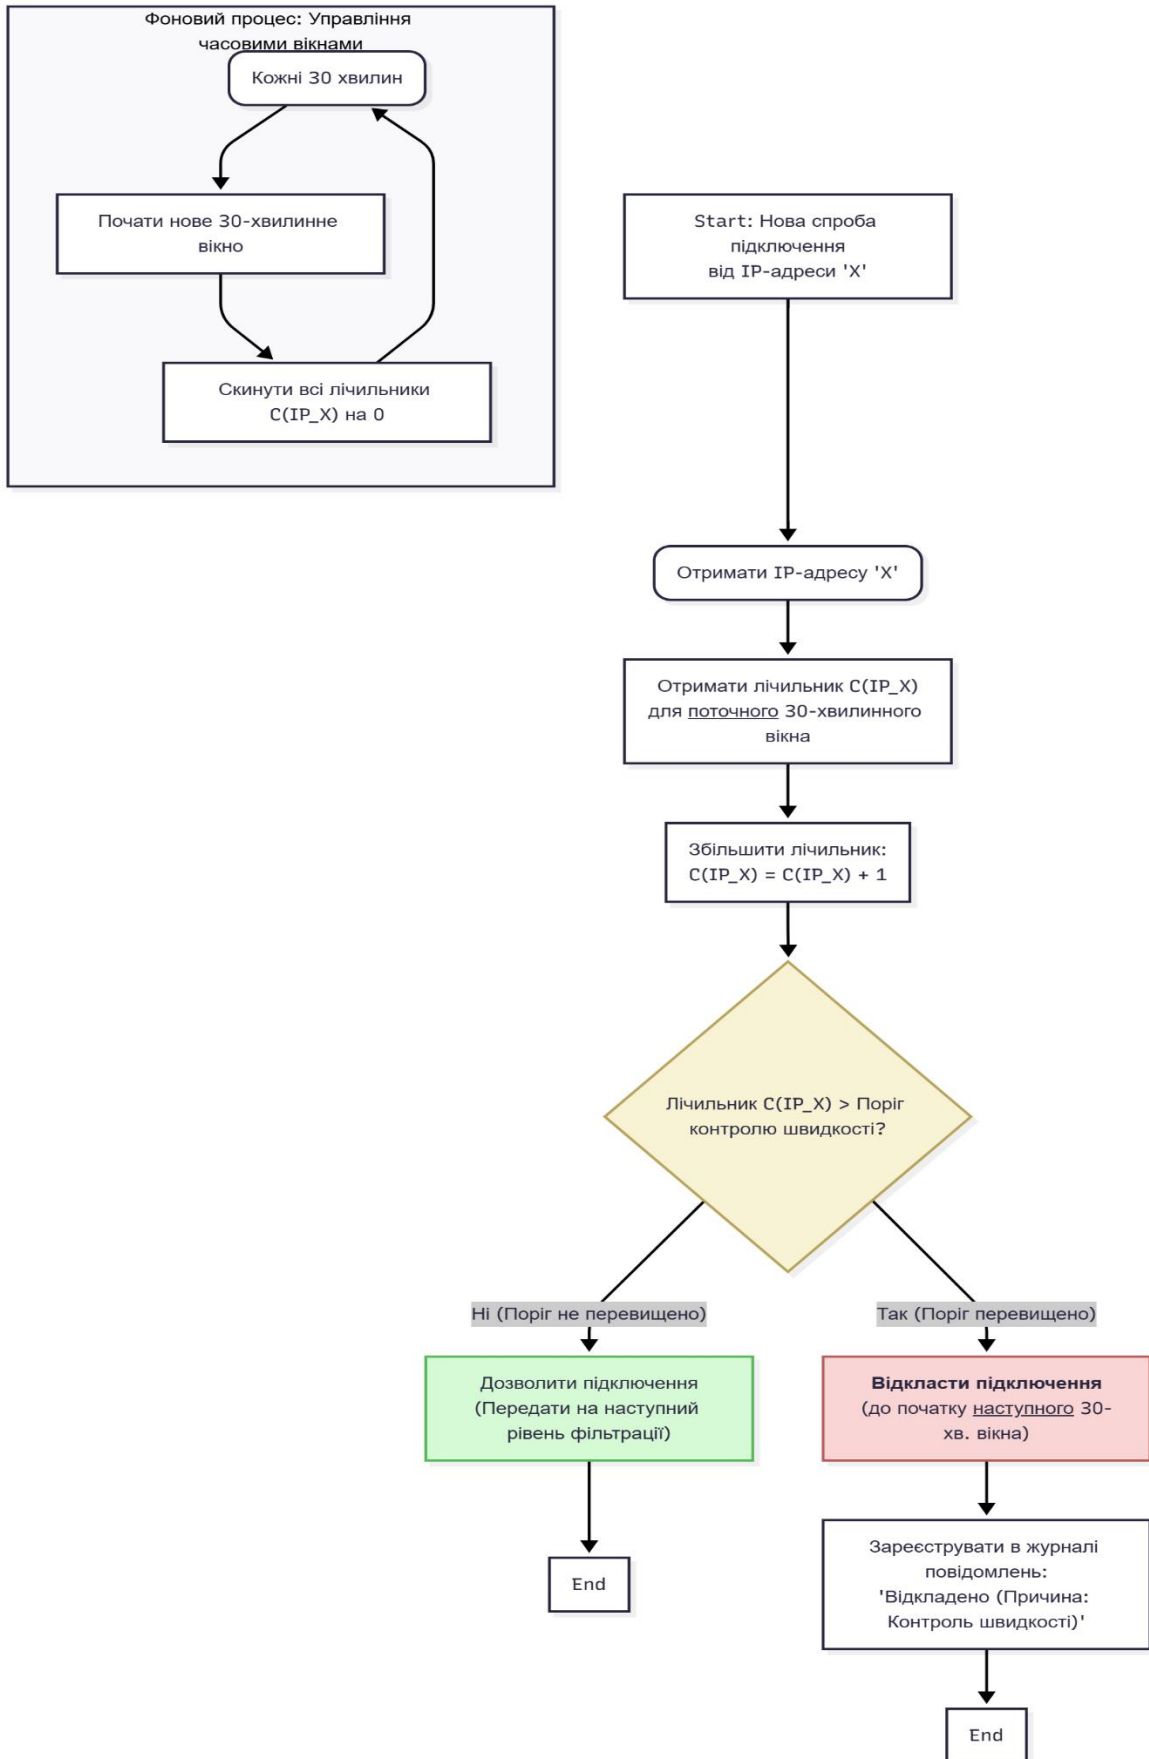 Фоновий процес: Управління
часовими вікнами
Кожні 30 хвилин
Почати нове 30-хвилинне
вікно
Скинути всі лічильники
C(IP_X) на 0
Start: Нова спроба
підключення
від IP-адреси 'X'
Отримати IP-адресу 'X'
Отримати лічильник C(IP_X)
для поточного 30-хвилинного
вікна
Збільшити лічильник:
C(IP_X) = C(IP_X) + 1
Лічильник C(IP_X) > Поріг
контролю швидкості?
Ні (Поріг не перевищено)
Так (Поріг перевищено)
Дозволити підключення
(Передати на наступний
рівень фільтрації)
End
Відкласти підключення
(до початку наступного 30-
хв. вікна)
Зареєструвати в журналі
повідомлень:
'Відкладено (Причина:
Контроль швидкості)'
End